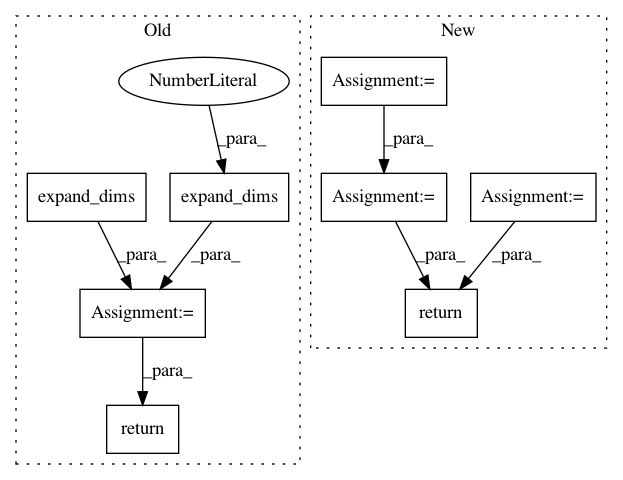 Old
New
NumberLiteral
Assignment:=
_para_
_para_
expand_dims
expand_dims
Assignment:=
Assignment:=
_para_
_para_
_para_
_para_
Assignment:=
return
_para_
return